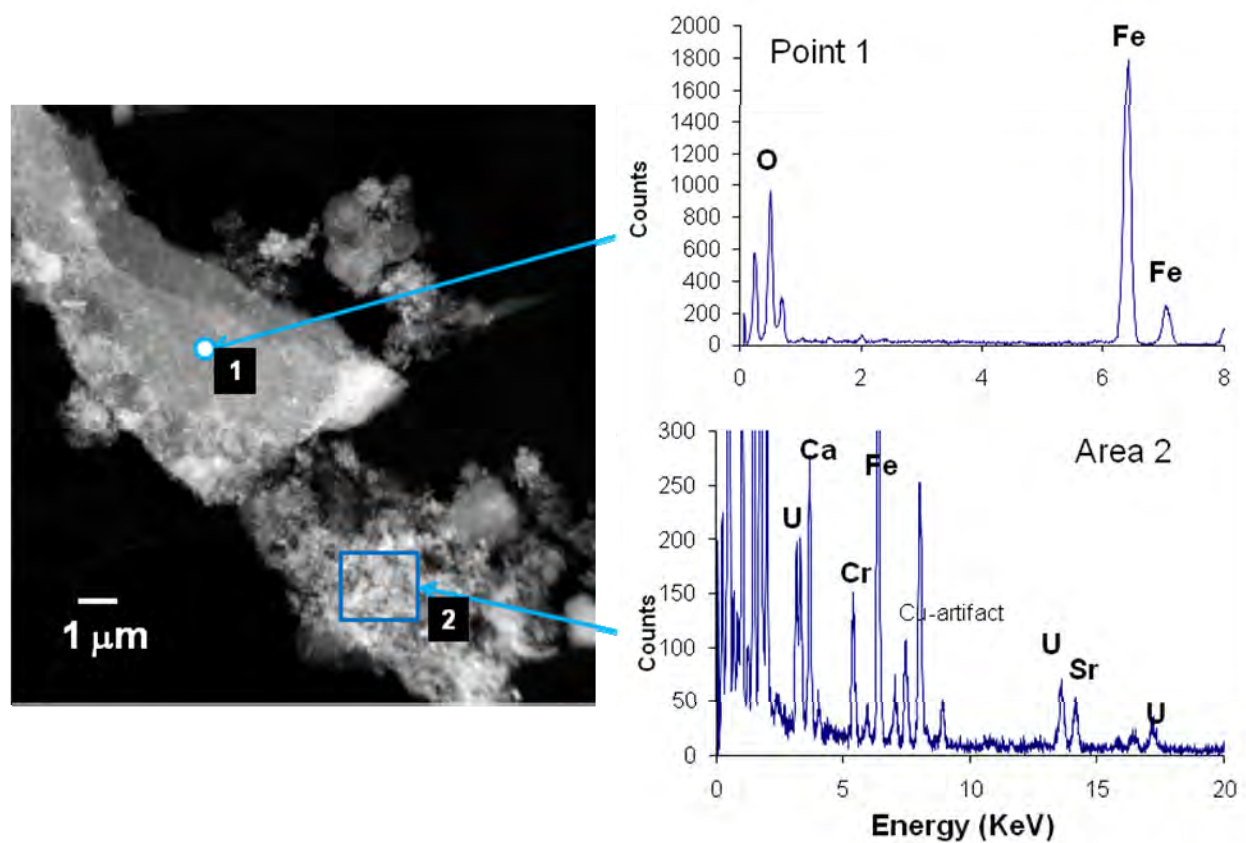 1
2
1 μm
Point 1
Counts
2000
1800
1600
1400
1200
1000
800
600
400
200
0
O
Fe
Fe
0 2 4 6 8
Area 2
Counts
300
250
200
150
100
50
0
U
Ca
Cr
Fe
Cu-artifact
U
Sr
U
0 5 10 15 20
Energy (KeV)